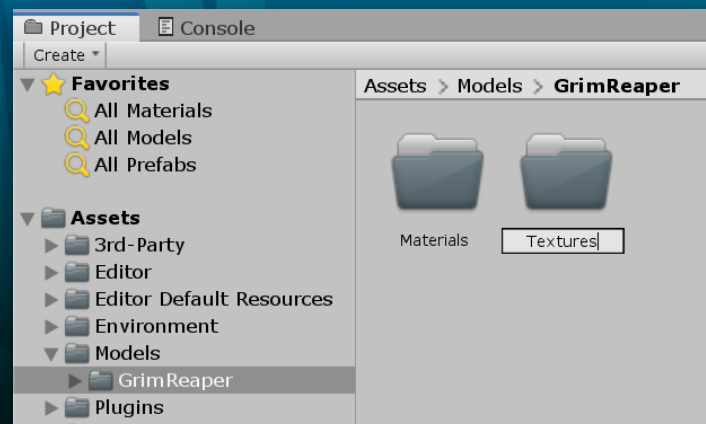 Project
Console
Create
Favorites
All Materials
All Models
All Prefabs
Assets
3rd-Party
Editor
Editor Default Resources
Environment
Models
GrimReaper
Plugins
Assets > Models > GrimReaper
Materials
Textures